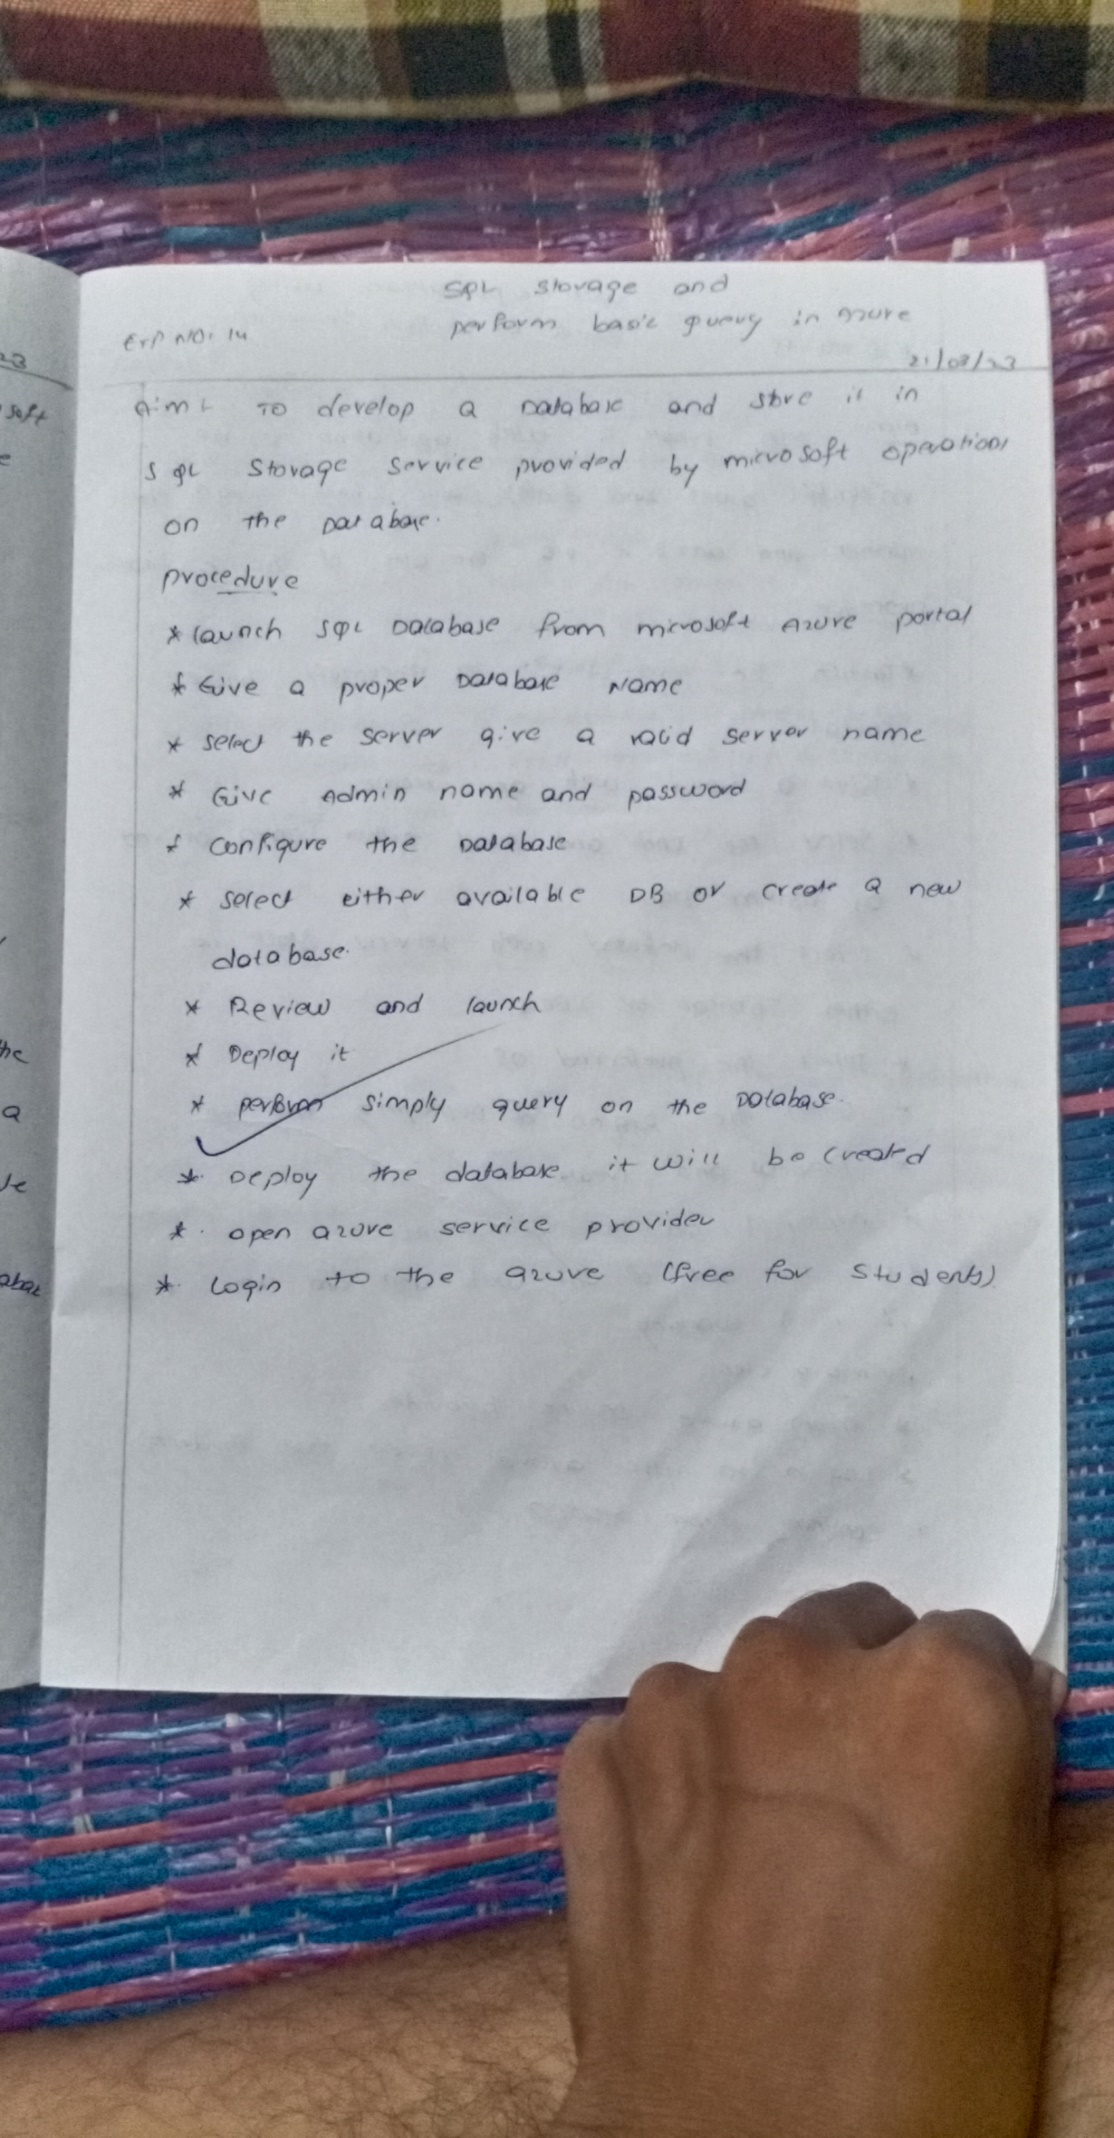 SQL storage and
Exp NO: 14 perform basic query in Azure
21/08/23
Aim: To develop a Database and store it in
SQL Storage Service provided by microsoft operations
on the Database.
procedure
* launch SQL Database from microsoft Azure portal
* Give a proper Database Name
* select the server give a valid server name
* Give Admin name and password
* configure the Database
* select either available DB or create a new
database.
* Review and launch
* Deploy it
* perform simply query on the Database.
* Deploy the database it will be created
* open azure service provider
* Login to the azure (free for students)
23
soft
he
a